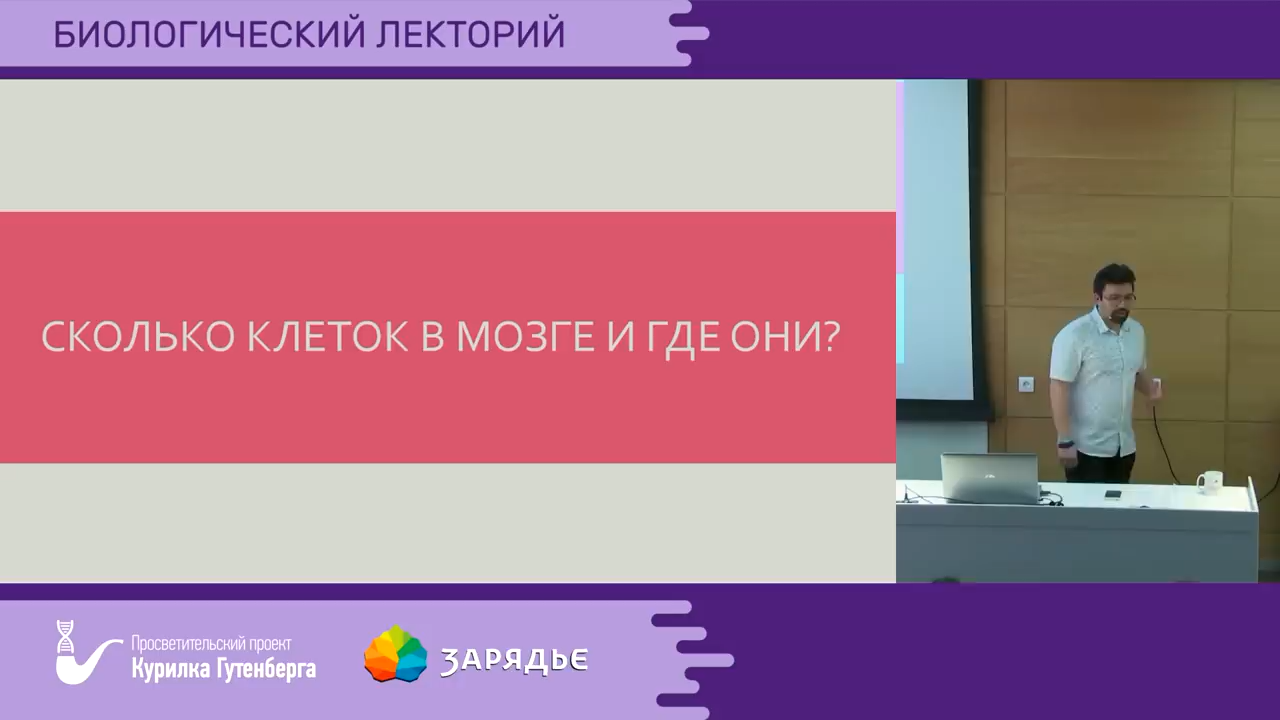 БИОЛОГИЧЕСКИЙ ЛЕКТОРИЙ
СКОЛЬКО КЛЕТОК В МОЗГЕ И ГДЕ ОНИ?
Просветительский проект
Курилка Гутенберга
ЗАРЯДЬЕ